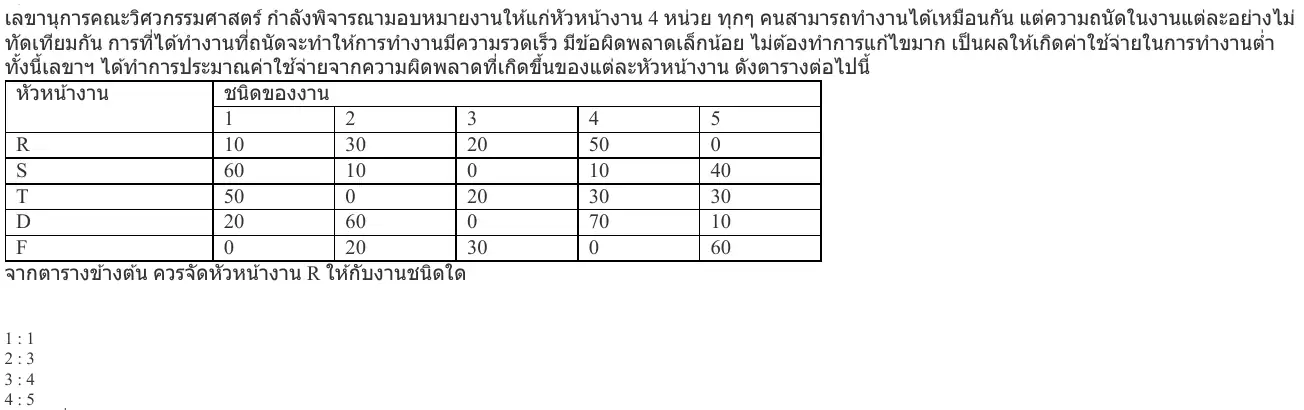 เลขานุการคณะวิศวกรรมศาสตร์ กำลังพิจารณามอบหมายงานให้แก่หัวหน้างาน 4 หน่วย ทุกๆ คนสามารถทำงานได้เหมือนกัน แต่ความถนัดในงานแต่ละอย่างไม่
ทัดเทียมกัน การที่ได้ทำงานที่ถนัดจะทำให้การทำงานมีความรวดเร็ว มีข้อผิดพลาดเล็กน้อย ไม่ต้องทำการแก้ไขมาก เป็นผลให้เกิดค่าใช้จ่ายในการทำงานต่ำ
ทั้งนี้เลขาฯ ได้ทำการประมาณค่าใช้จ่ายจากความผิดพลาดที่เกิดขึ้นของแต่ละหัวหน้างาน ดังตารางต่อไปนี้
หัวหน้างาน ชนิดของงาน
1 2 3 4 5
R 10 30 20 50 0
S 60 10 0 10 40
T 50 0 20 30 30
D 20 60 0 70 10
F 0 20 30 0 60
จากตารางข้างต้น ควรจัดหัวหน้างาน R ให้กับงานชนิดใด
1 : 1
2 : 3
3 : 4
4 : 5